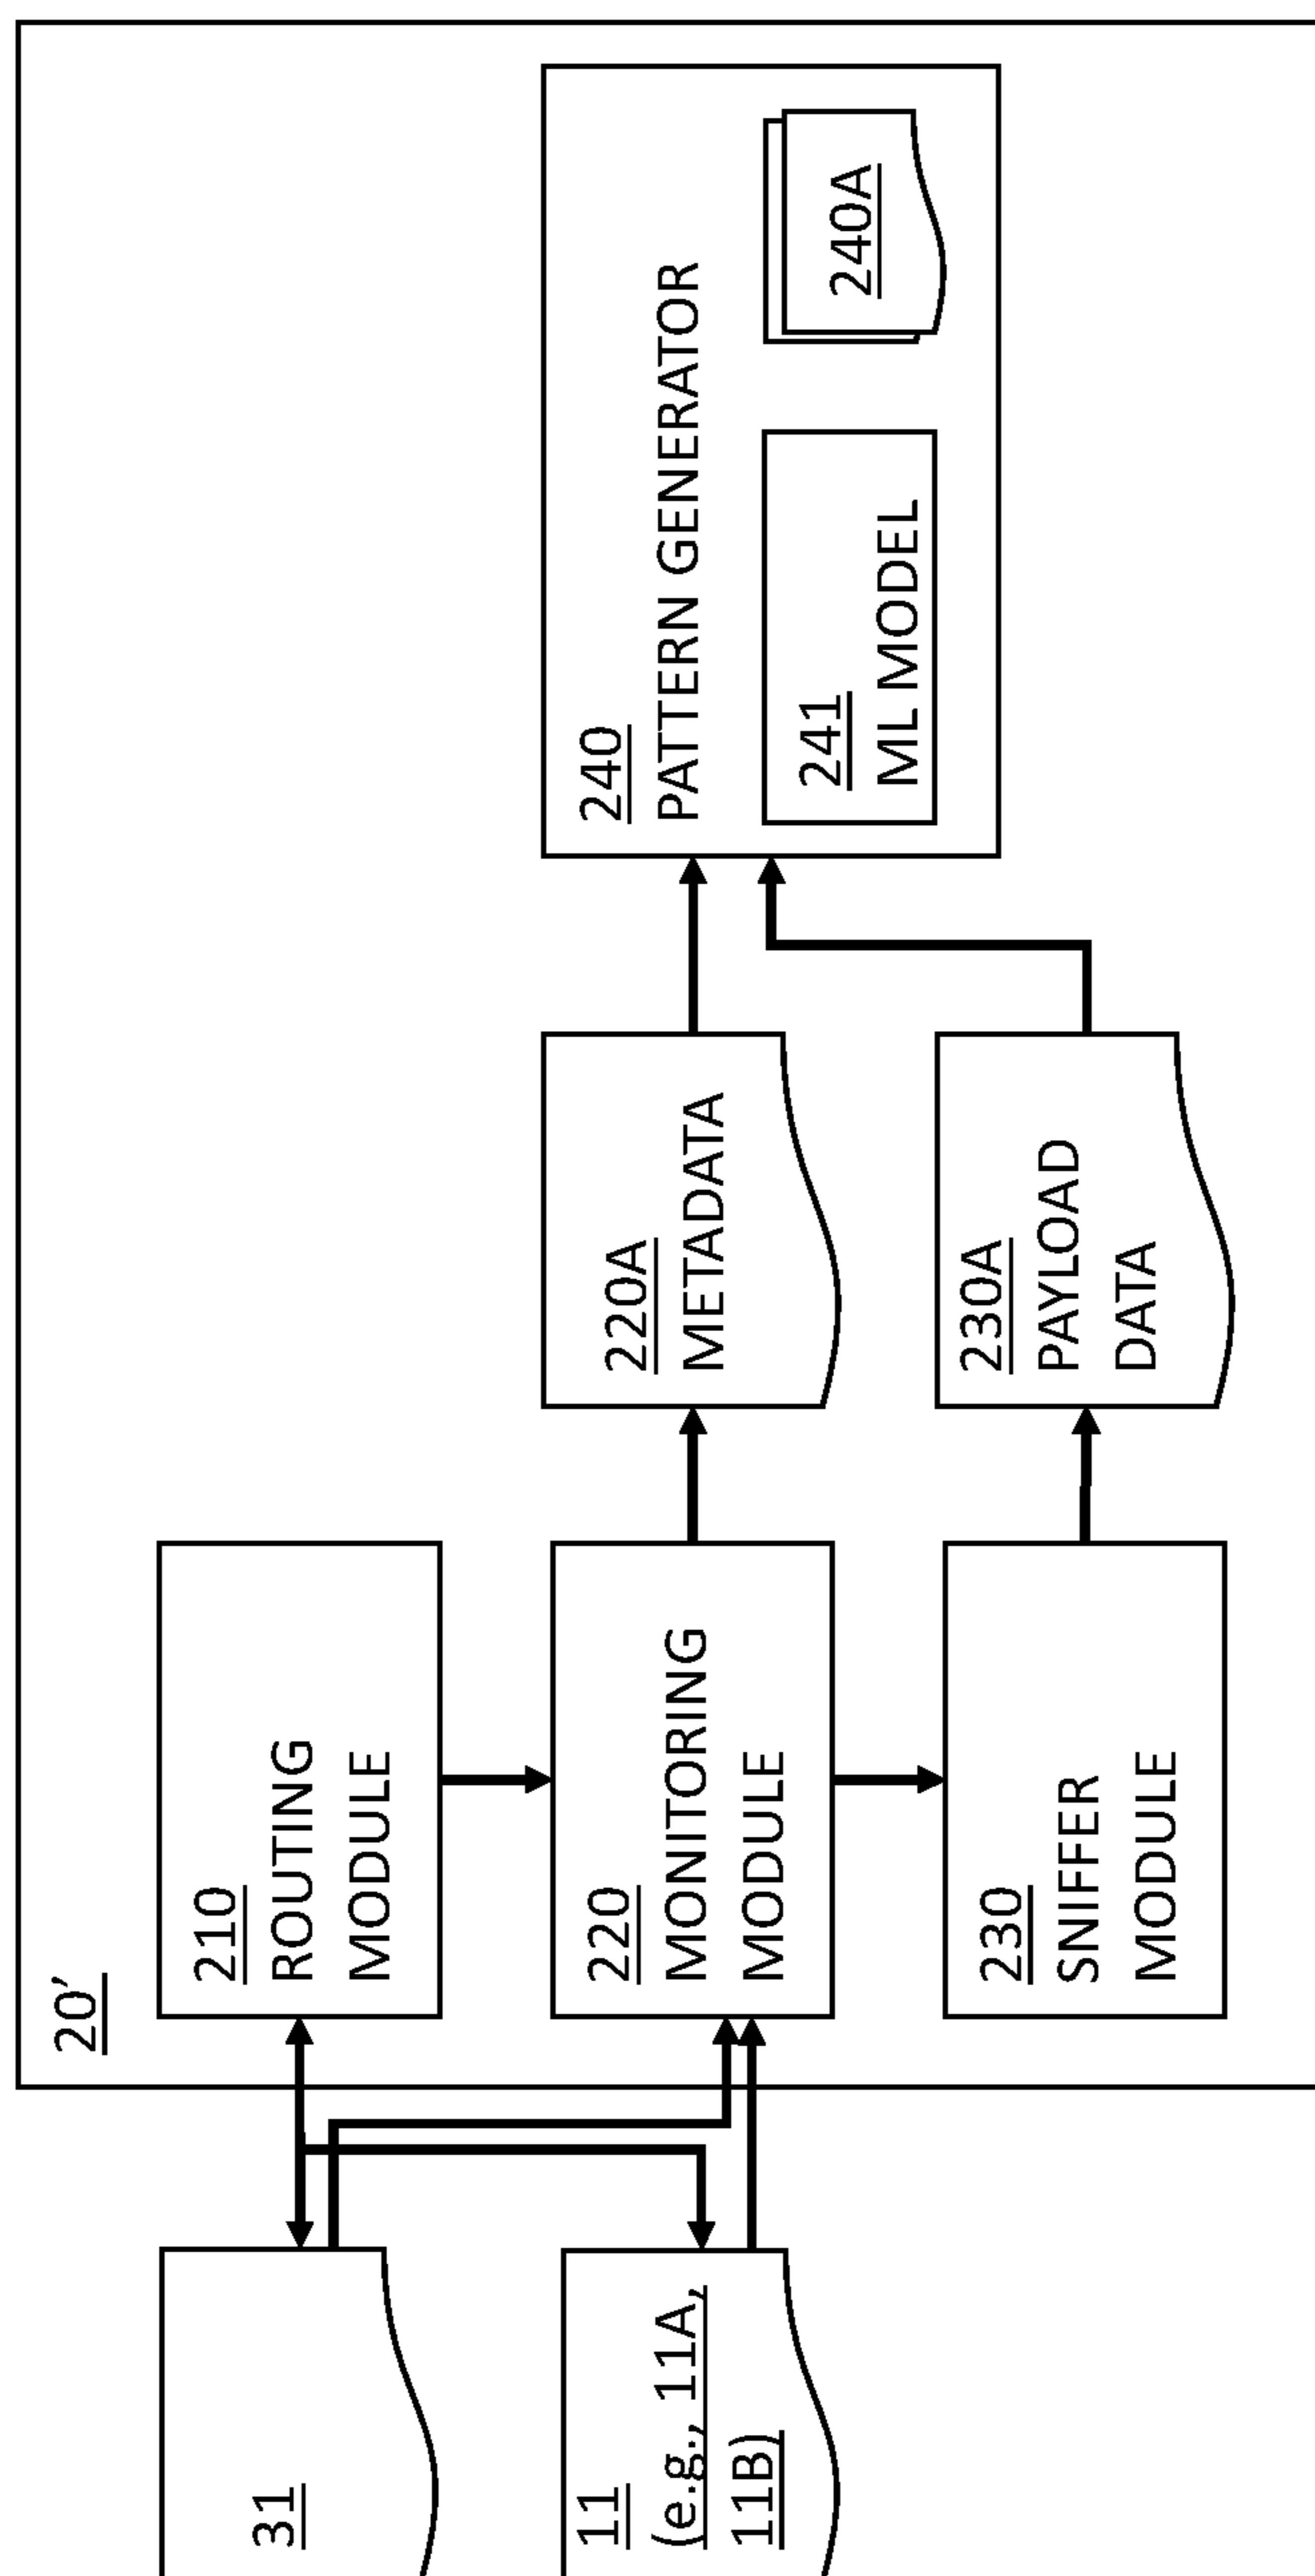 20'
31
11
(e.g., 11A,
11B)
210
ROUTING
MODULE
220
MONITORING
MODULE
230
SNIFFER
MODULE
220A
METADATA
230A
PAYLOAD
DATA
240
PATTERN GENERATOR
241
ML MODEL
240A